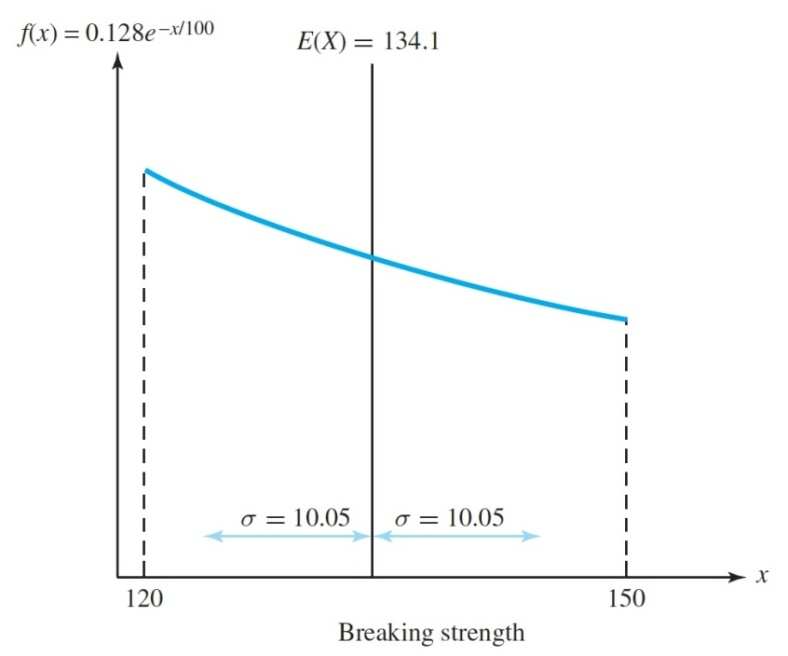 f(x) = 0.128e^{-x/100}
E(X) = 134.1
σ = 10.05
σ = 10.05
x
120
150
Breaking strength